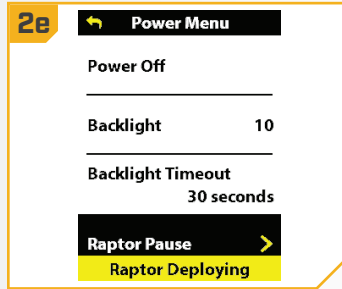 2e
Power Menu
Power Off
Backlight 10
Backlight Timeout
30 seconds
Raptor Pause >
Raptor Deploying